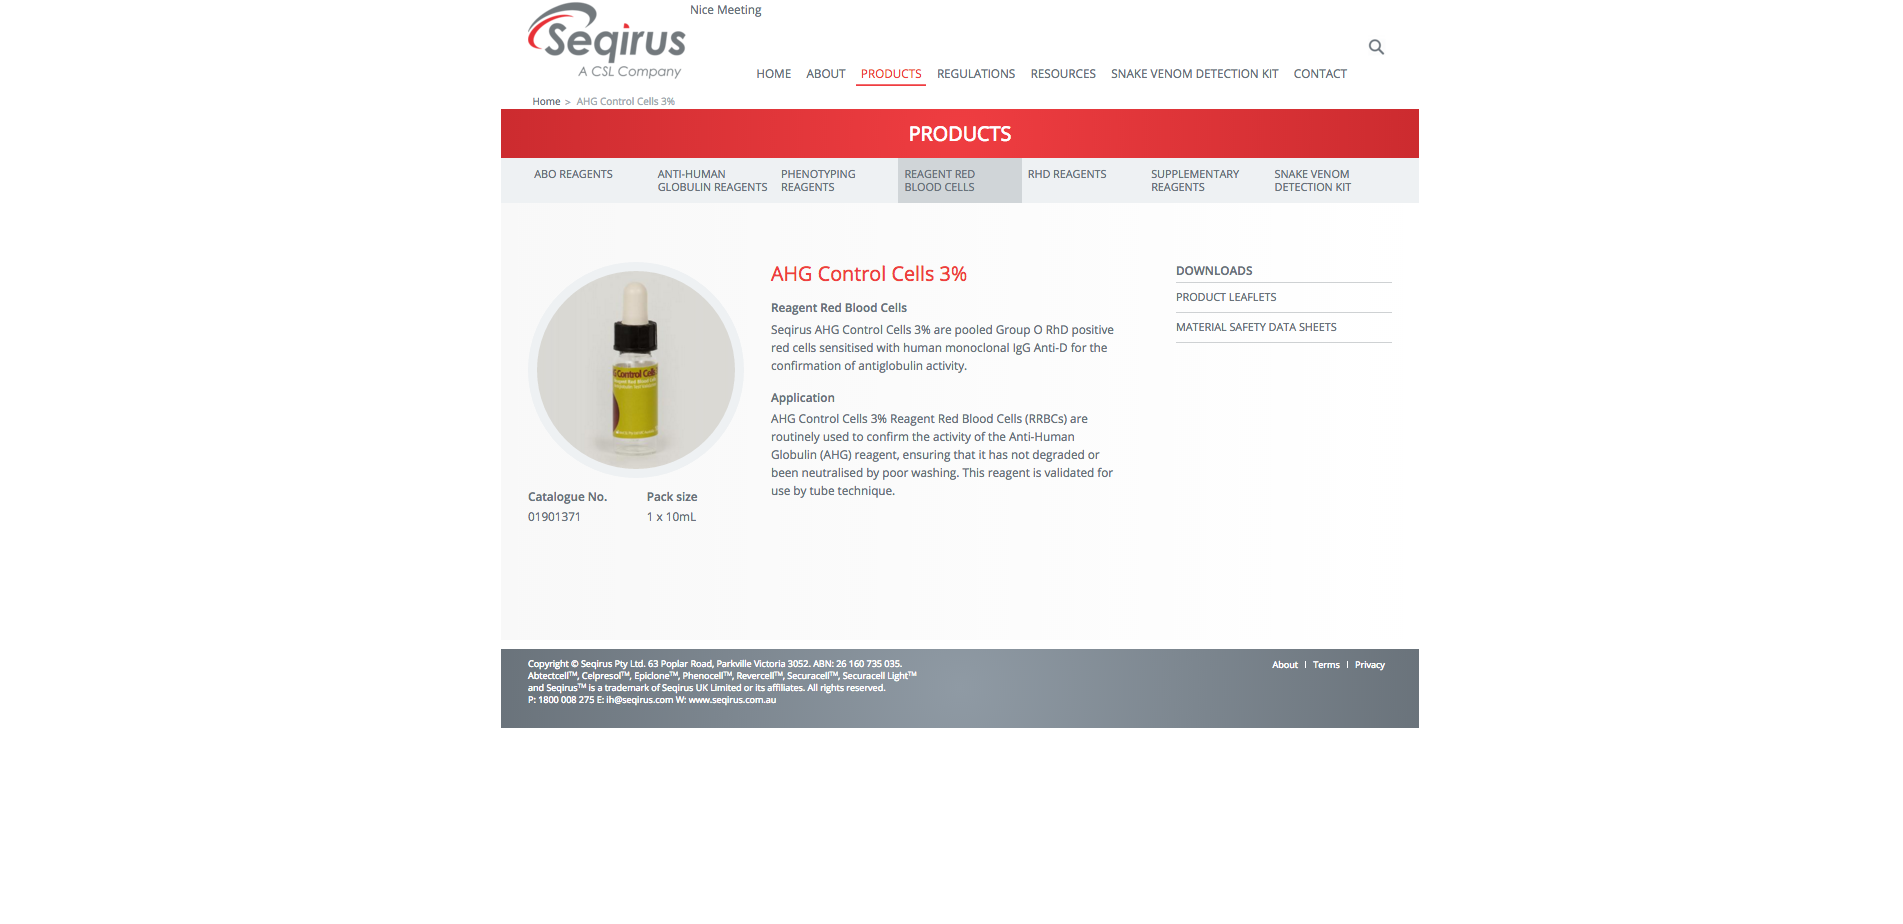 Seqirus
A CSL Company
Nice Meeting
HOME ABOUT PRODUCTS REGULATIONS RESOURCES SNAKE VENOM DETECTION KIT CONTACT
Home > AHG Control Cells 3%
PRODUCTS
ABO REAGENTS
ANTI-HUMAN
GLOBULIN REAGENTS
PHENOTYPING
REAGENTS
REAGENT RED
BLOOD CELLS
RHD REAGENTS
SUPPLEMENTARY
REAGENTS
SNAKE VENOM
DETECTION KIT
G Control Cells
Reagent Red Blood Cells
Catalogue No. Pack size
01901371 1 x 10mL
AHG Control Cells 3%
Reagent Red Blood Cells
Seqirus AHG Control Cells 3% are pooled Group O RhD positive
red cells sensitised with human monoclonal IgG Anti-D for the
confirmation of antiglobulin activity.
Application
AHG Control Cells 3% Reagent Red Blood Cells (RRBCs) are
routinely used to confirm the activity of the Anti-Human
Globulin (AHG) reagent, ensuring that it has not degraded or
been neutralised by poor washing. This reagent is validated for
use by tube technique.
DOWNLOADS
PRODUCT LEAFLETS
MATERIAL SAFETY DATA SHEETS
Copyright © Seqirus Pty Ltd. 63 Poplar Road, Parkville Victoria 3052. ABN: 26 160 735 035.
Abtectcell™, Celpresol™, Epiclone™, Phenocell™, Revercell™, Securacell™, Securacell Light™
and Seqirus™ is a trademark of Seqirus UK Limited or its affiliates. All rights reserved.
P: 1800 008 275 E: ih@seqirus.com W: www.seqirus.com.au
About | Terms | Privacy